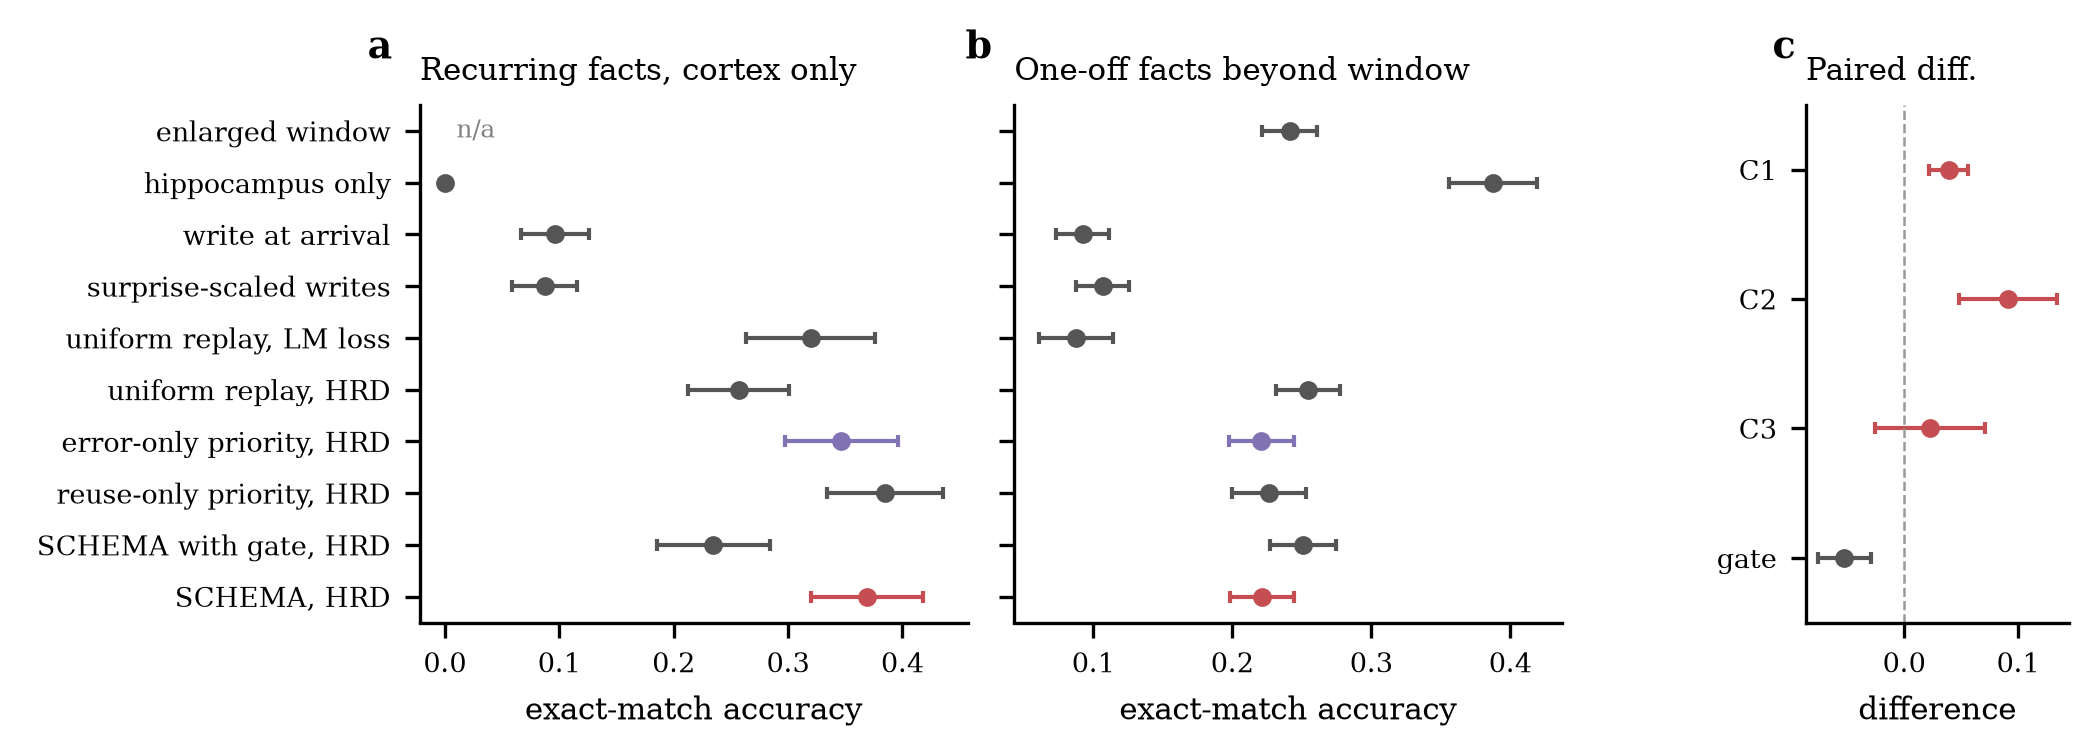 a
Recurring facts, cortex only
b
One-off facts beyond window
c
Paired diff.
enlarged window
n/a
hippocampus only
write at arrival
surprise-scaled writes
uniform replay, LM loss
uniform replay, HRD
error-only priority, HRD
reuse-only priority, HRD
SCHEMA with gate, HRD
SCHEMA, HRD
0.0 0.1 0.2 0.3 0.4
exact-match accuracy
0.1 0.2 0.3 0.4
exact-match accuracy
C1
C2
C3
gate
0.0 0.1
difference